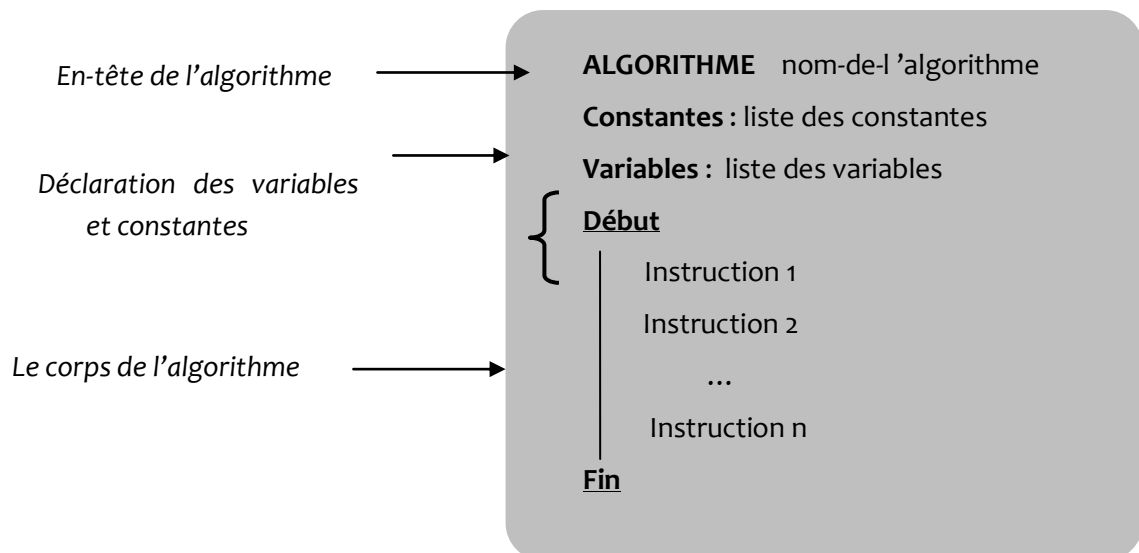 En-tête de l’algorithme
ALGORITHME nom-de-l ’algorithme
Constantes : liste des constantes
Déclaration des variables
et constantes
Variables : liste des variables
Début
Instruction 1
Instruction 2
Le corps de l’algorithme
...
Instruction n
Fin